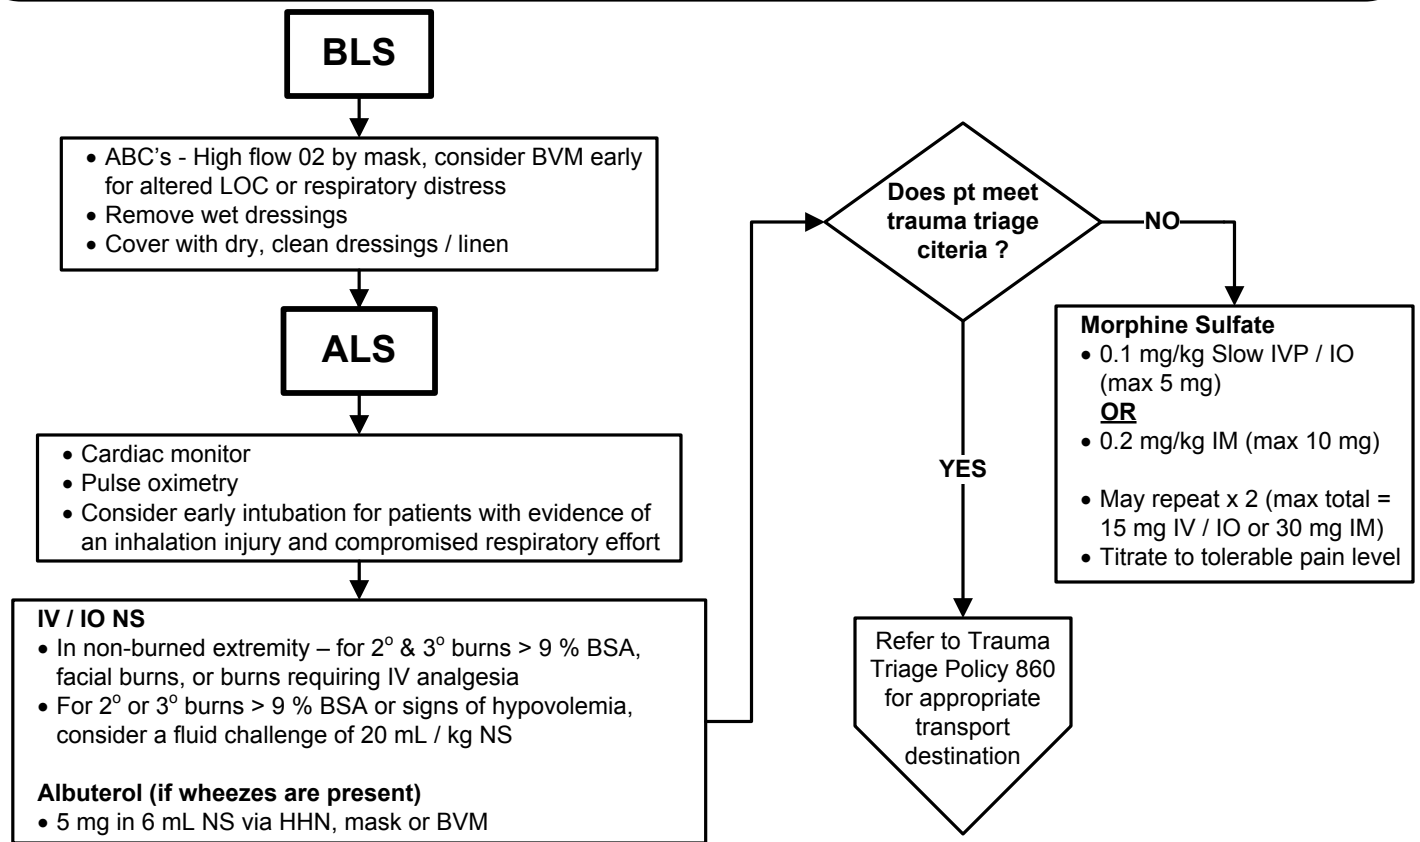 BLS
• ABC's - High flow 02 by mask, consider BVM early
for altered LOC or respiratory distress
• Remove wet dressings
• Cover with dry, clean dressings / linen
ALS
• Cardiac monitor
• Pulse oximetry
• Consider early intubation for patients with evidence of
an inhalation injury and compromised respiratory effort
IV / IO NS
• In non-burned extremity – for 2° & 3° burns > 9 % BSA,
facial burns, or burns requiring IV analgesia
• For 2° or 3° burns > 9 % BSA or signs of hypovolemia,
consider a fluid challenge of 20 mL / kg NS
Albuterol (if wheezes are present)
• 5 mg in 6 mL NS via HHN, mask or BVM
Does pt meet
trauma triage
citeria ?
NO
Morphine Sulfate
• 0.1 mg/kg Slow IVP / IO
(max 5 mg)
OR
• 0.2 mg/kg IM (max 10 mg)
• May repeat x 2 (max total =
15 mg IV / IO or 30 mg IM)
• Titrate to tolerable pain level
YES
Refer to Trauma
Triage Policy 860
for appropriate
transport
destination